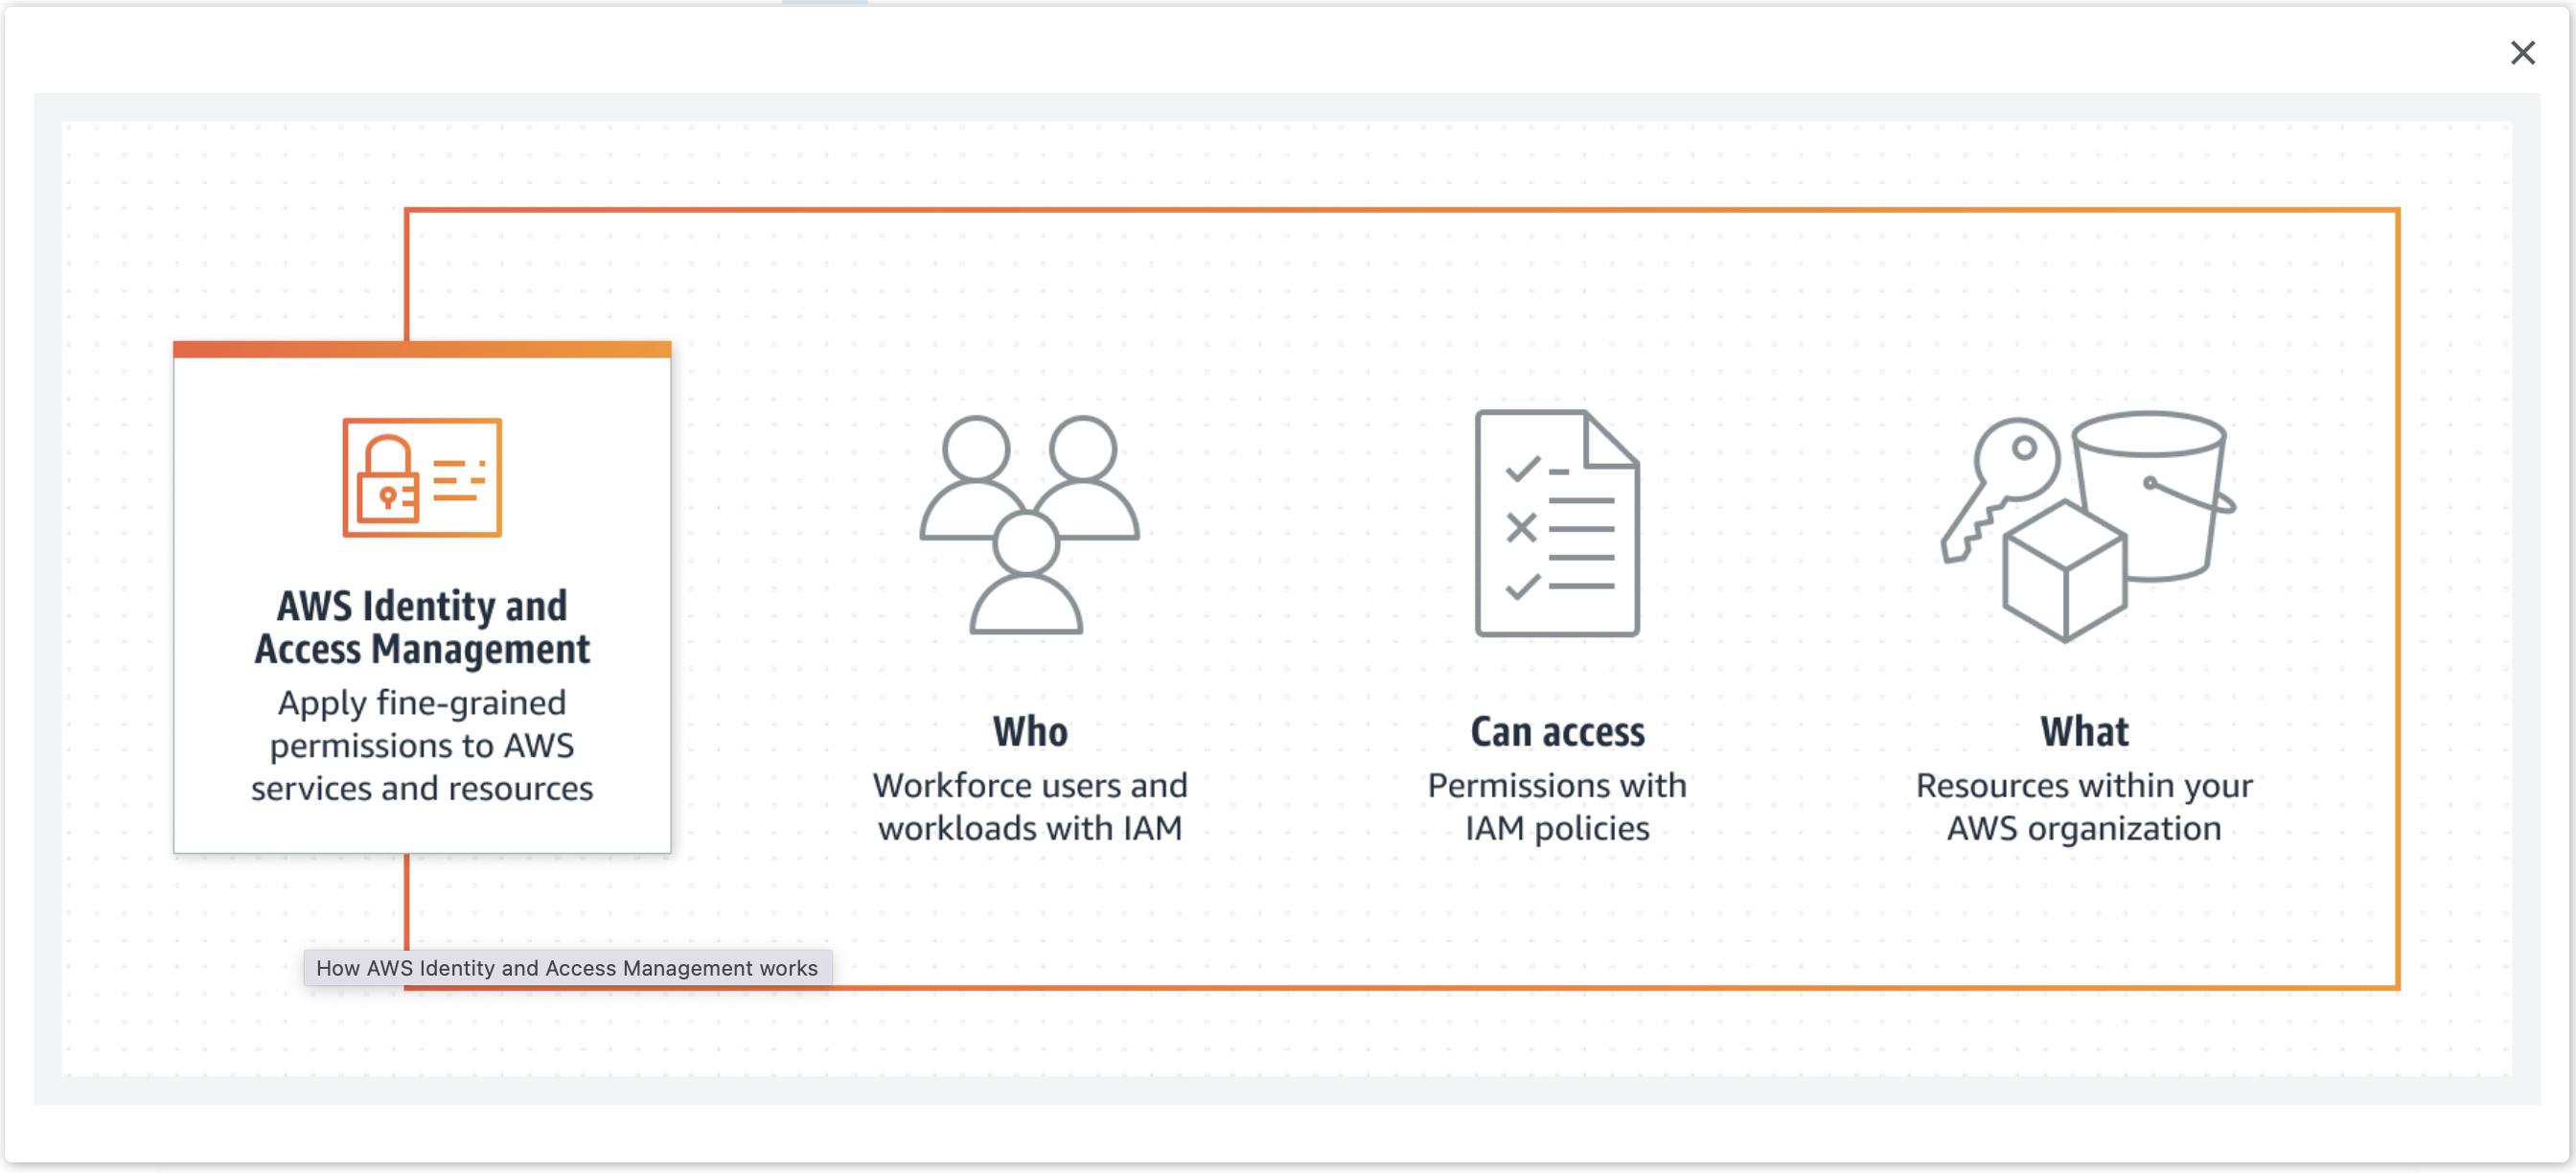 AWS Identity and
Access Management
Apply fine-grained
permissions to AWS
services and resources
Who
Workforce users and
workloads with IAM
Can access
Permissions with
IAM policies
What
Resources within your
AWS organization
How AWS Identity and Access Management works